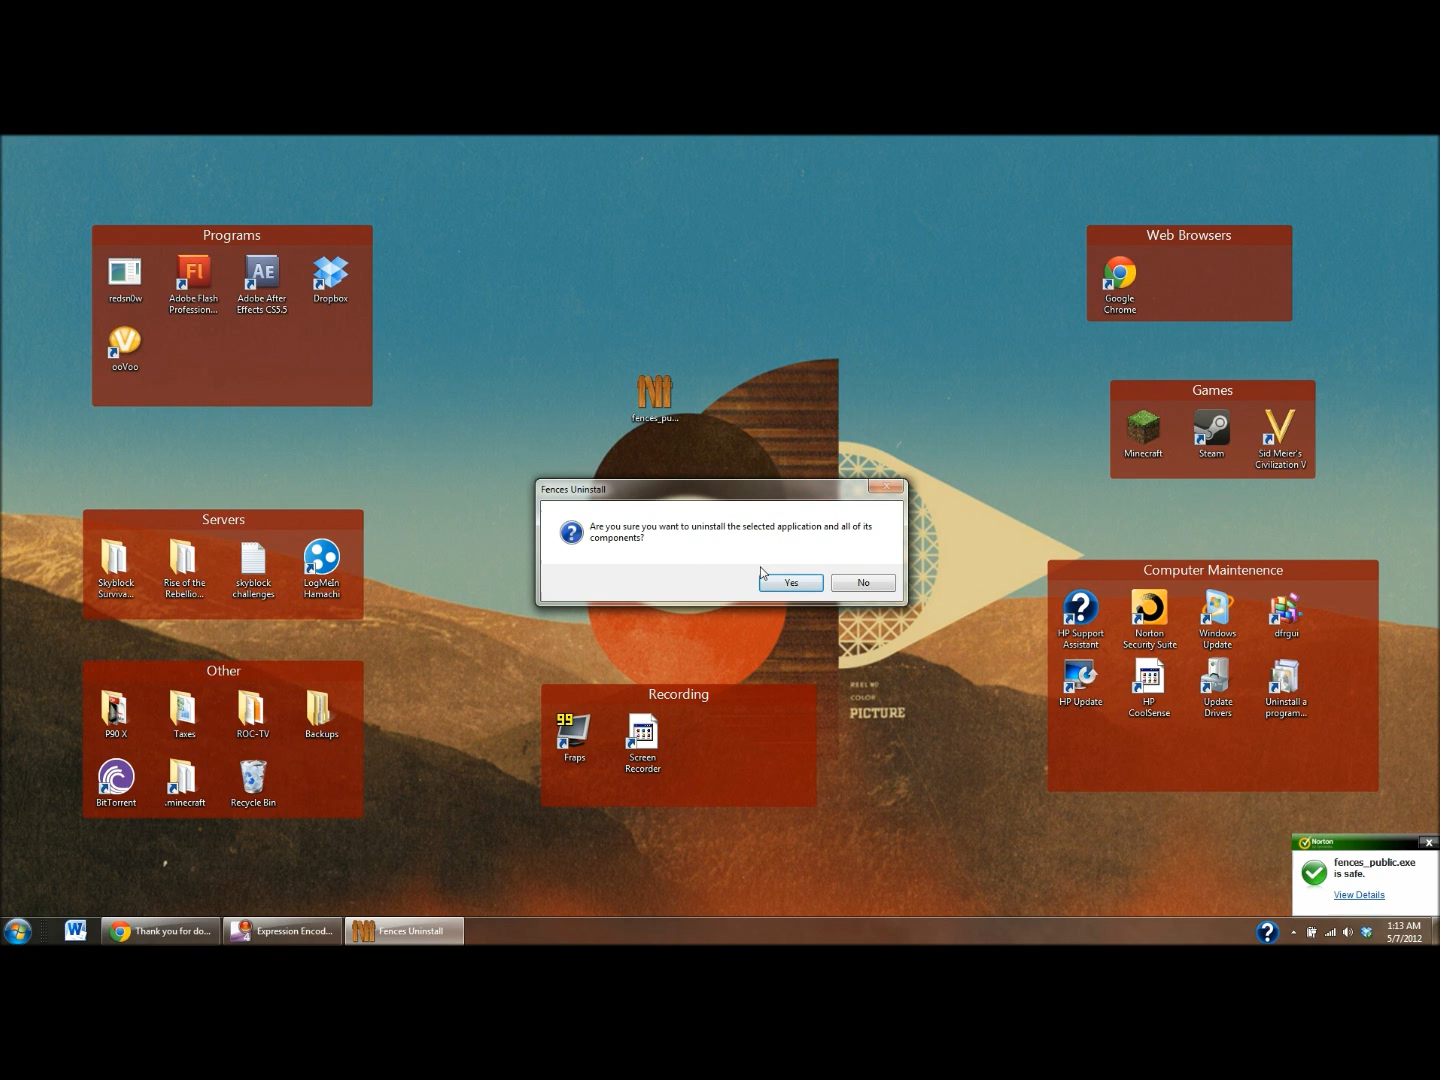 Programs
redsn0w
Adobe Flash
Profession...
Adobe After
Effects CS5.5
Dropbox
ooVoo
Web Browsers
Google
Chrome
fences_pu...
Games
Minecraft
Steam
Sid Meier's
Civilization V
Fences Uninstall
Are you sure you want to uninstall the selected application and all of its
components?
Yes
No
Servers
Skyblock
Surviva...
Rise of the
Rebellio...
skyblock
challenges
LogMeIn
Hamachi
Computer Maintenence
HP Support
Assistant
Norton
Security Suite
Windows
Update
dfrgui
HP Update
HP
CoolSense
Update
Drivers
Uninstall a
program...
Other
P90 X
Taxes
ROC-TV
Backups
BitTorrent
.minecraft
Recycle Bin
Recording
99
Fraps
Screen
Recorder
COLOR
PICTURE
Norton
fences_public.exe
is safe.
View Details
Thank you for do...
Expression Encod...
Fences Uninstall
1:13 AM
5/7/2012